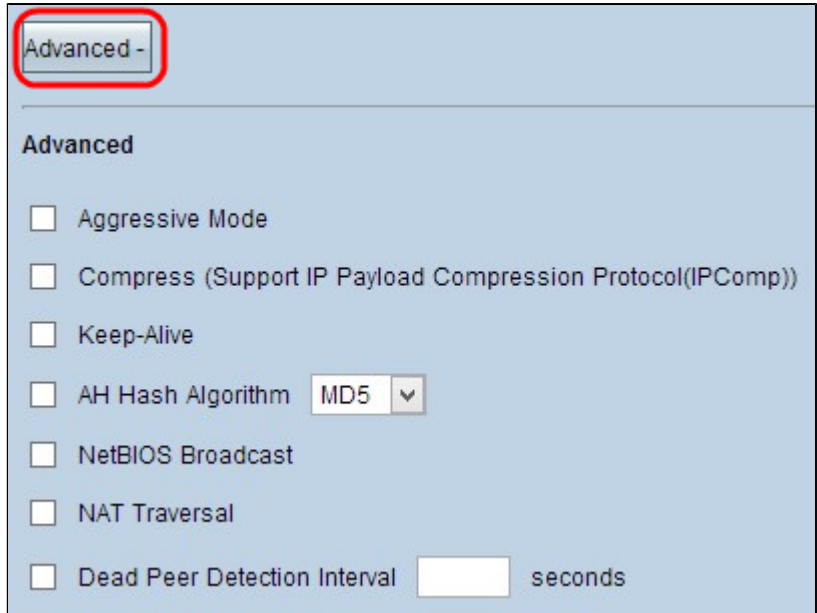 Advanced -
Advanced
Aggressive Mode
Compress (Support IP Payload Compression Protocol(IPComp))
Keep-Alive
AH Hash Algorithm MD5
NetBIOS Broadcast
NAT Traversal
Dead Peer Detection Interval seconds